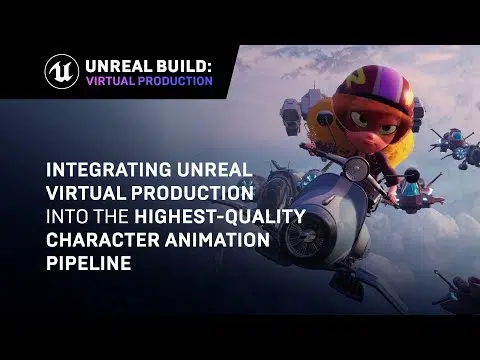 UNREAL BUILD:
VIRTUAL PRODUCTION
INTEGRATING UNREAL
VIRTUAL PRODUCTION
INTO THE HIGHEST-QUALITY
CHARACTER ANIMATION
PIPELINE